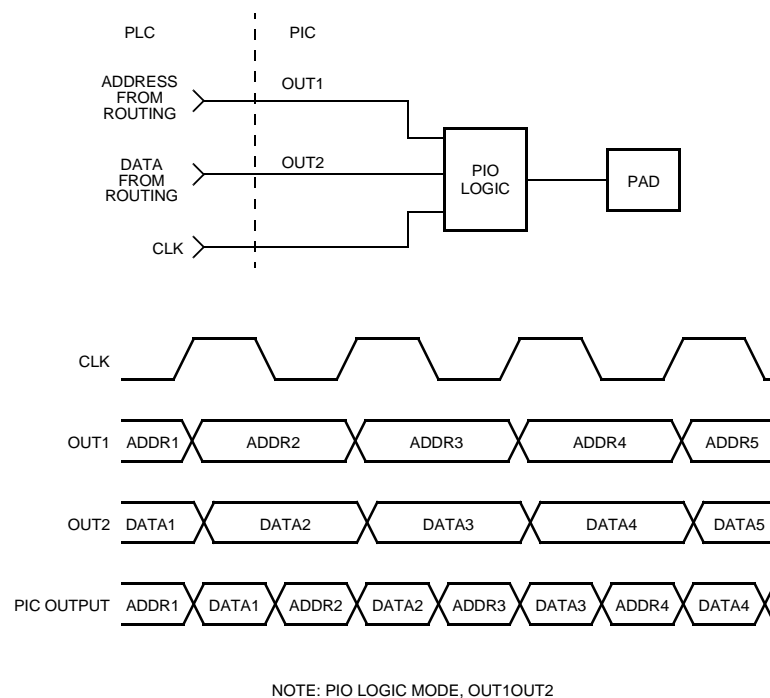 PLC
PIC
ADDRESS
FROM
ROUTING
OUT1
DATA
FROM
ROUTING
OUT2
CLK
PIO
LOGIC
PAD
CLK
OUT1 ADDR1 ADDR2 ADDR3 ADDR4 ADDR5
OUT2 DATA1 DATA2 DATA3 DATA4 DATA5
PIC OUTPUT ADDR1 DATA1 ADDR2 DATA2 ADDR3 DATA3 ADDR4 DATA4
NOTE: PIO LOGIC MODE, OUT1OUT2